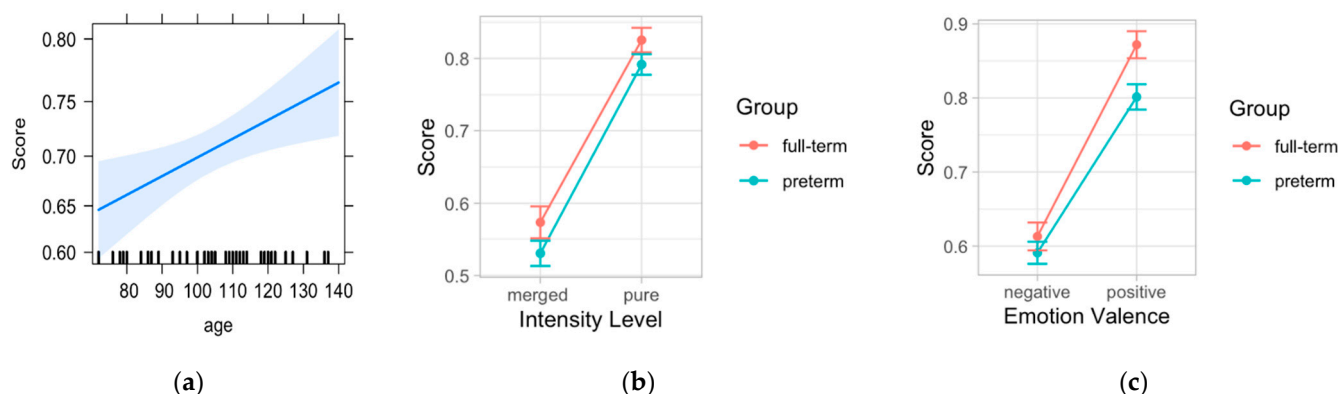 0.80
0.75
0.70
0.65
0.60
Score
80 90 100 110 120 130 140
age
(a)
0.8
0.7
0.6
0.5
Score
merged pure
Intensity Level
Group
full-term
preterm
(b)
0.9
0.8
0.7
0.6
Score
negative positive
Emotion Valence
Group
full-term
preterm
(c)